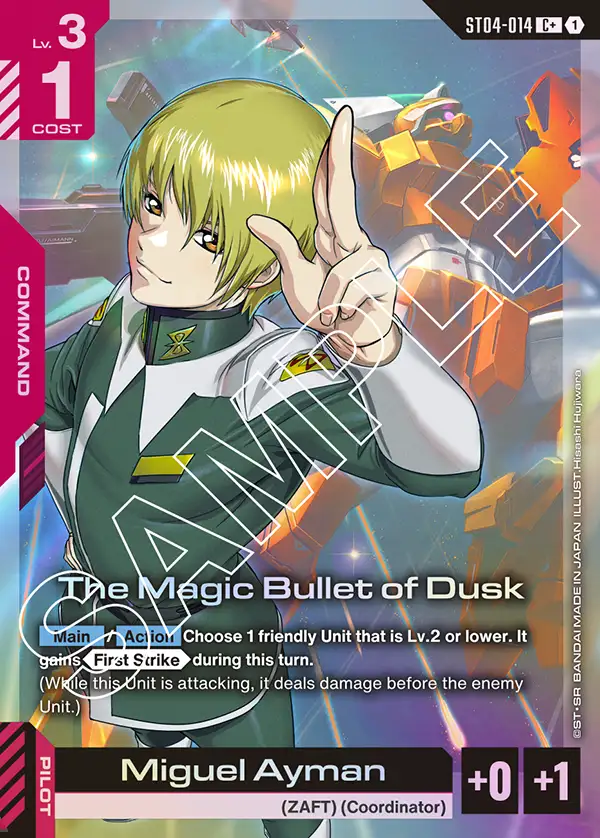 ST04-014 C+ 1
Lv. 3
1
COST
COMMAND
SAMPLE
The Magic Bullet of Dusk
Main / Action Choose 1 friendly Unit that is Lv.2 or lower. It
gains First Strike during this turn.
(While this Unit is attacking, it deals damage before the enemy
Unit.)
PILOT
Miguel Ayman
+0 +1
(ZAFT) (Coordinator)
©ST・SR BANDAI MADE IN JAPAN ILLUST.Hisashi Hujiwara